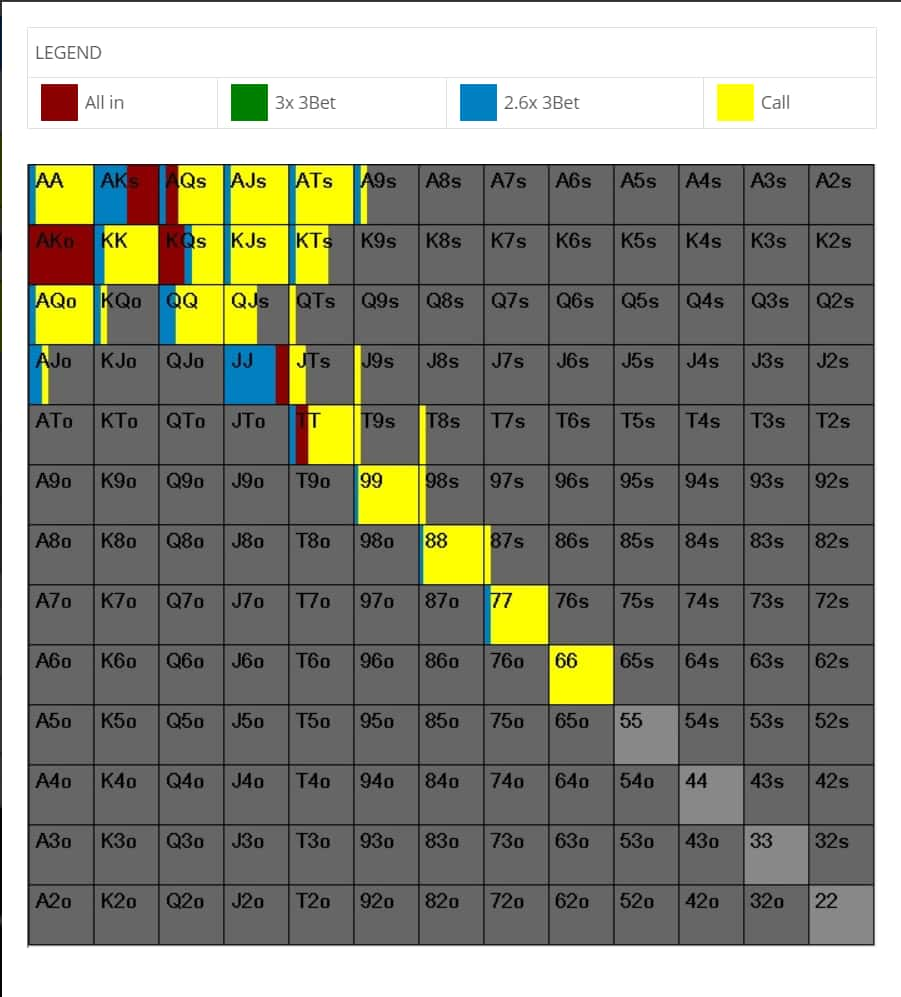 LEGEND
All in 3x 3Bet 2.6x 3Bet Call
AA AKs AQs AJs ATs A9s A8s A7s A6s A5s A4s A3s A2s
AKo KK KQs KJs KTs K9s K8s K7s K6s K5s K4s K3s K2s
AQo KQo QQ QJs QTs Q9s Q8s Q7s Q6s Q5s Q4s Q3s Q2s
AJo KJo QJo JJ JTs J9s J8s J7s J6s J5s J4s J3s J2s
ATo KTo QTo JTo TT T9s T8s T7s T6s T5s T4s T3s T2s
A9o K9o Q9o J9o T9o 99 98s 97s 96s 95s 94s 93s 92s
A8o K8o Q8o J8o T8o 98o 88 87s 86s 85s 84s 83s 82s
A7o K7o Q7o J7o T7o 97o 87o 77 76s 75s 74s 73s 72s
A6o K6o Q6o J6o T6o 96o 86o 76o 66 65s 64s 63s 62s
A5o K5o Q5o J5o T5o 95o 85o 75o 65o 55 54s 53s 52s
A4o K4o Q4o J4o T4o 94o 84o 74o 64o 54o 44 43s 42s
A3o K3o Q3o J3o T3o 93o 83o 73o 63o 53o 43o 33 32s
A2o K2o Q2o J2o T2o 92o 82o 72o 62o 52o 42o 32o 22